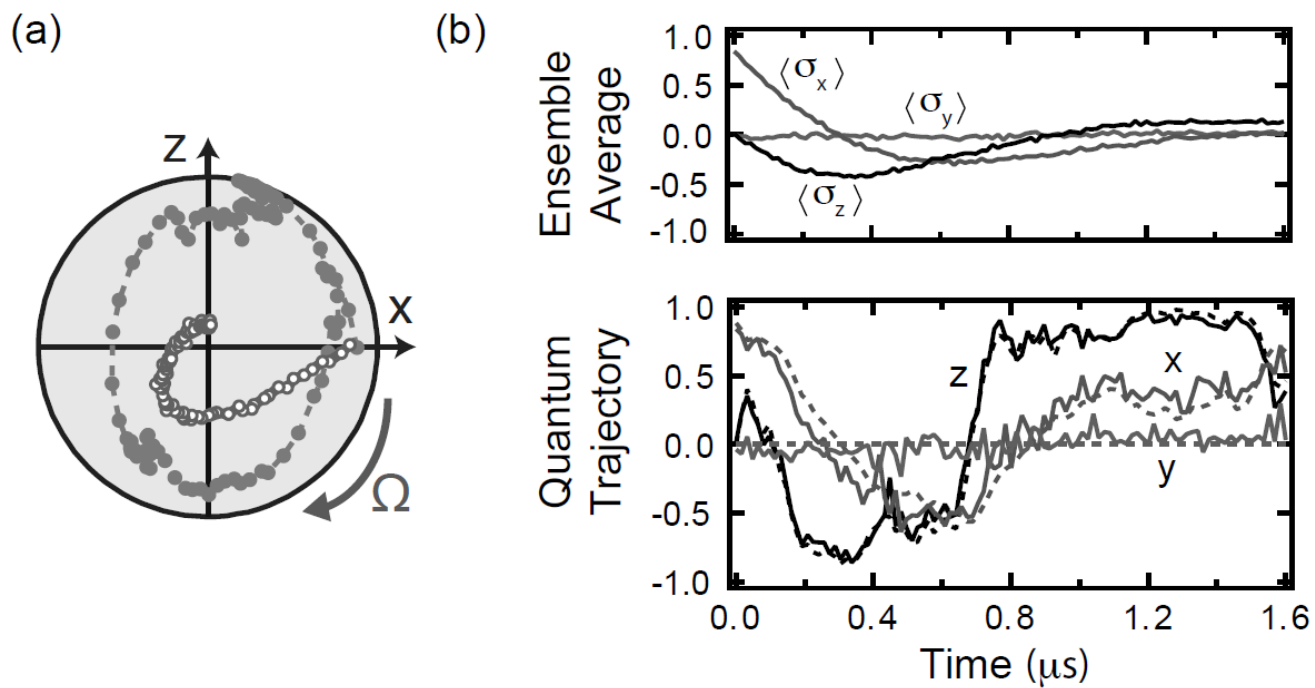 (a)
(b)
Z
X
Ω
Ensemble
Average
1.0
0.5
0.0
-0.5
-1.0
⟨σx⟩
⟨σy⟩
⟨σz⟩
Quantum
Trajectory
1.0
0.5
0.0
-0.5
-1.0
z
x
y
0.0 0.4 0.8 1.2 1.6
Time (μs)